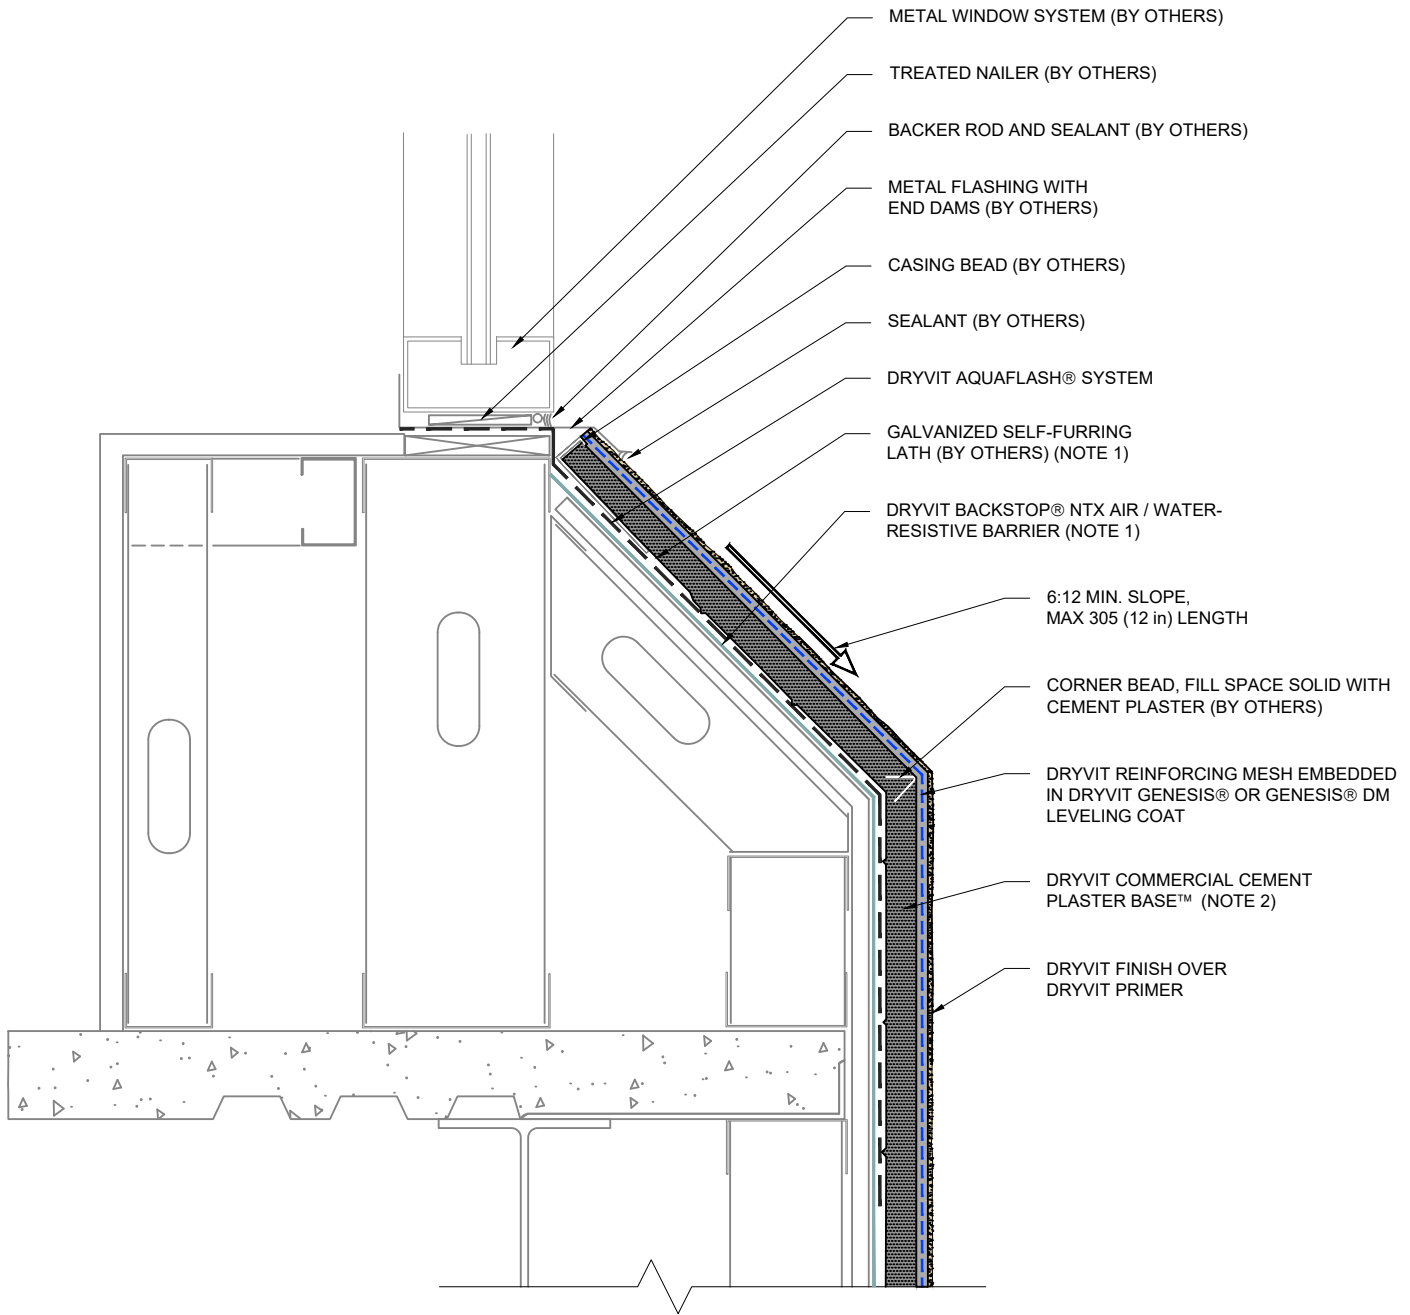 METAL WINDOW SYSTEM (BY OTHERS)
TREATED NAILER (BY OTHERS)
BACKER ROD AND SEALANT (BY OTHERS)
METAL FLASHING WITH
END DAMS (BY OTHERS)
CASING BEAD (BY OTHERS)
SEALANT (BY OTHERS)
DRYVIT AQUAFLASH® SYSTEM
GALVANIZED SELF-FURRING
LATH (BY OTHERS) (NOTE 1)
DRYVIT BACKSTOP® NTX AIR / WATER-
RESISTIVE BARRIER (NOTE 1)
6:12 MIN. SLOPE,
MAX 305 (12 in) LENGTH
CORNER BEAD, FILL SPACE SOLID WITH
CEMENT PLASTER (BY OTHERS)
DRYVIT REINFORCING MESH EMBEDDED
IN DRYVIT GENESIS® OR GENESIS® DM
LEVELING COAT
DRYVIT COMMERCIAL CEMENT
PLASTER BASE™ (NOTE 2)
DRYVIT FINISH OVER
DRYVIT PRIMER